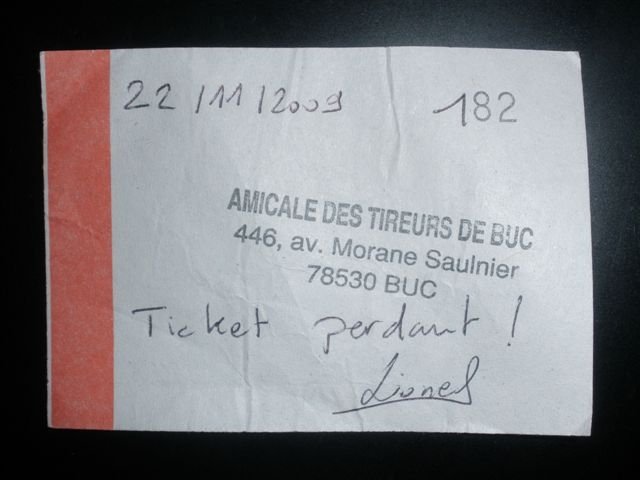 22/11/2009 182
AMICALE DES TIREURS DE BUC
446, av. Morane Saulnier
78530 BUC
Ticket perdant !
Lionel